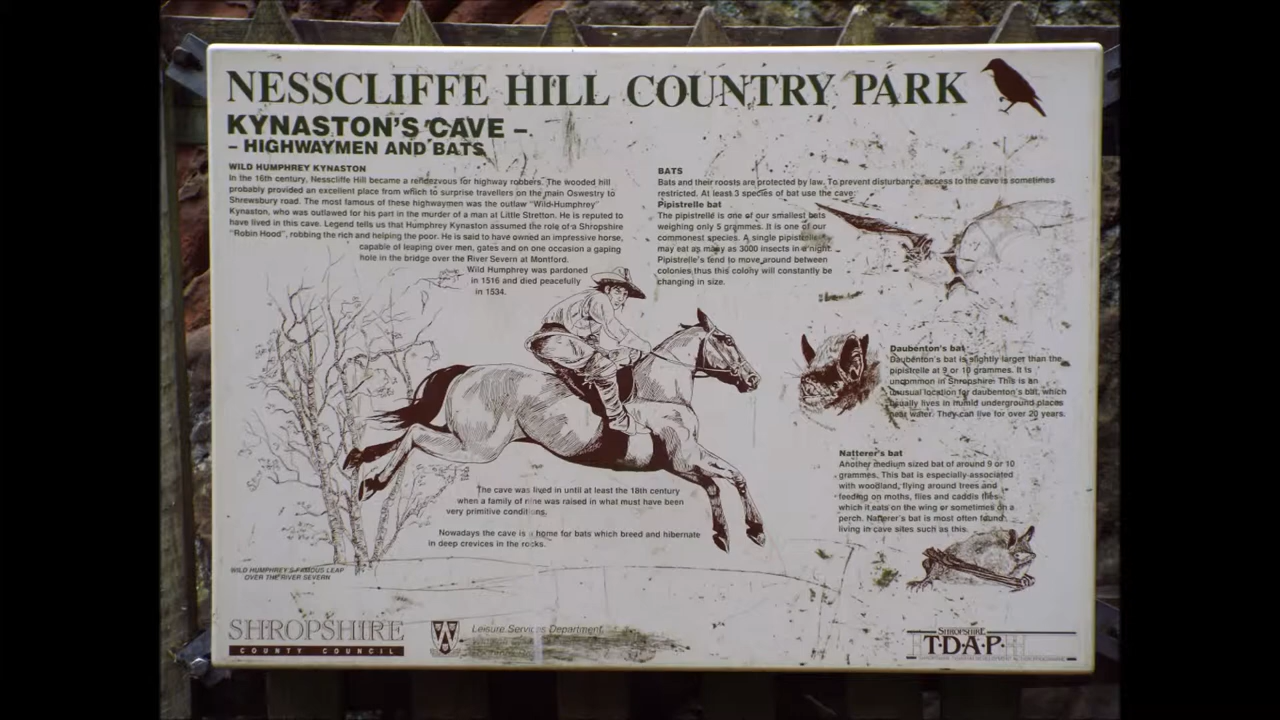 NESSCLIFFE HILL COUNTRY PARK
KYNASTON'S CAVE –
– HIGHWAYMEN AND BATS
WILD HUMPHREY KYNASTON
In the 16th century, Nesscliffe Hill became a rendezvous for highway robbers. The wooded hill
probably provided an excellent place from which to surprise travellers on the main Oswestry to
Shrewsbury road. The most famous of these highwaymen was the outlaw "Wild-Humphrey"
Kynaston, who was outlawed for his part in the murder of a man at Little Stretton. He is reputed to
have lived in this cave. Legend tells us that Humphrey Kynaston assumed the role of a Shropshire
"Robin Hood", robbing the rich and helping the poor. He is said to have owned an impressive horse,
capable of leaping over men, gates and on one occasion a gaping
hole in the bridge over the River Severn at Montford.
Wild Humphrey was pardoned
in 1516 and died peacefully
in 1534.
The cave was lived in until at least the 18th century
when a family of nine was raised in what must have been
very primitive conditions.
Nowadays the cave is a home for bats which breed and hibernate
in deep crevices in the rocks.
WILD HUMPHREY'S FAMOUS LEAP
OVER THE RIVER SEVERN
BATS
Bats and their roosts are protected by law. To prevent disturbance, access to the cave is sometimes
restricted. At least 3 species of bat use the cave.
Pipistrelle bat
The pipistrelle is one of our smallest bats
weighing only 5 grammes. It is one of our
commonest species. A single pipistrelle
may eat as many as 3000 insects in a night.
Pipistrelle's tend to move around between
colonies thus this colony will constantly be
changing in size.
Daubenton's bat
Daubenton's bat is slightly larger than the
pipistrelle at 9 or 10 grammes. It is
uncommon in Shropshire. This is an
unusual location for daubenton's bat, which
usually lives in humid underground places
near water. They can live for over 20 years.
Natterer's bat
Another medium sized bat of around 9 or 10
grammes. This bat is especially associated
with woodland, flying around trees and
feeding on moths, flies and caddis flies
which it eats on the wing or sometimes on a
perch. Natterer's bat is most often found
living in cave sites such as this.
SHROPSHIRE
COUNTY COUNCIL
Leisure Services Department
SHROPSHIRE
T·D·A·P